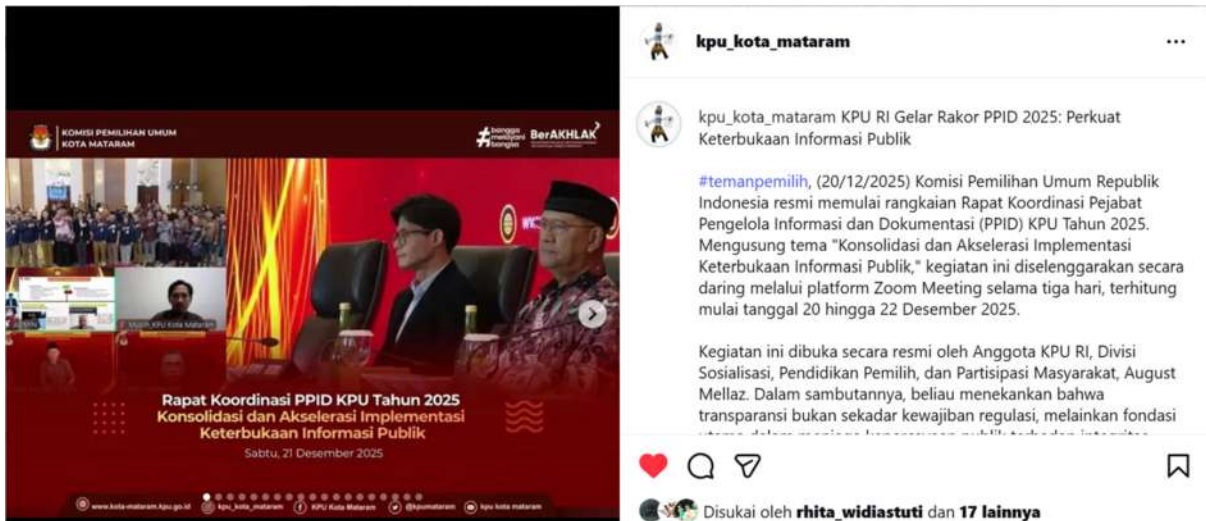 KOMISI PEMILIHAN UMUM
KOTA MATARAM
#bangga
melayani
bangsa
BerAKHLAK
KPU Kota Mataram
Rapat Koordinasi PPID KPU Tahun 2025
Konsolidasi dan Akselerasi Implementasi
Keterbukaan Informasi Publik
Sabtu, 21 Desember 2025
www.kota-mataram.kpu.go.id
kpu_kota_mataram
KPU Kota Mataram
@kpumataram
kpu kota mataram
kpu_kota_mataram
kpu_kota_mataram KPU RI Gelar Rakor PPID 2025: Perkuat
Keterbukaan Informasi Publik
#temanpemilih, (20/12/2025) Komisi Pemilihan Umum Republik
Indonesia resmi memulai rangkaian Rapat Koordinasi Pejabat
Pengelola Informasi dan Dokumentasi (PPID) KPU Tahun 2025.
Mengusung tema "Konsolidasi dan Akselerasi Implementasi
Keterbukaan Informasi Publik," kegiatan ini diselenggarakan secara
daring melalui platform Zoom Meeting selama tiga hari, terhitung
mulai tanggal 20 hingga 22 Desember 2025.
Kegiatan ini dibuka secara resmi oleh Anggota KPU RI, Divisi
Sosialisasi, Pendidikan Pemilih, dan Partisipasi Masyarakat, August
Mellaz. Dalam sambutannya, beliau menekankan bahwa
transparansi bukan sekadar kewajiban regulasi, melainkan fondasi
Disukai oleh rhita_widiastuti dan 17 lainnya